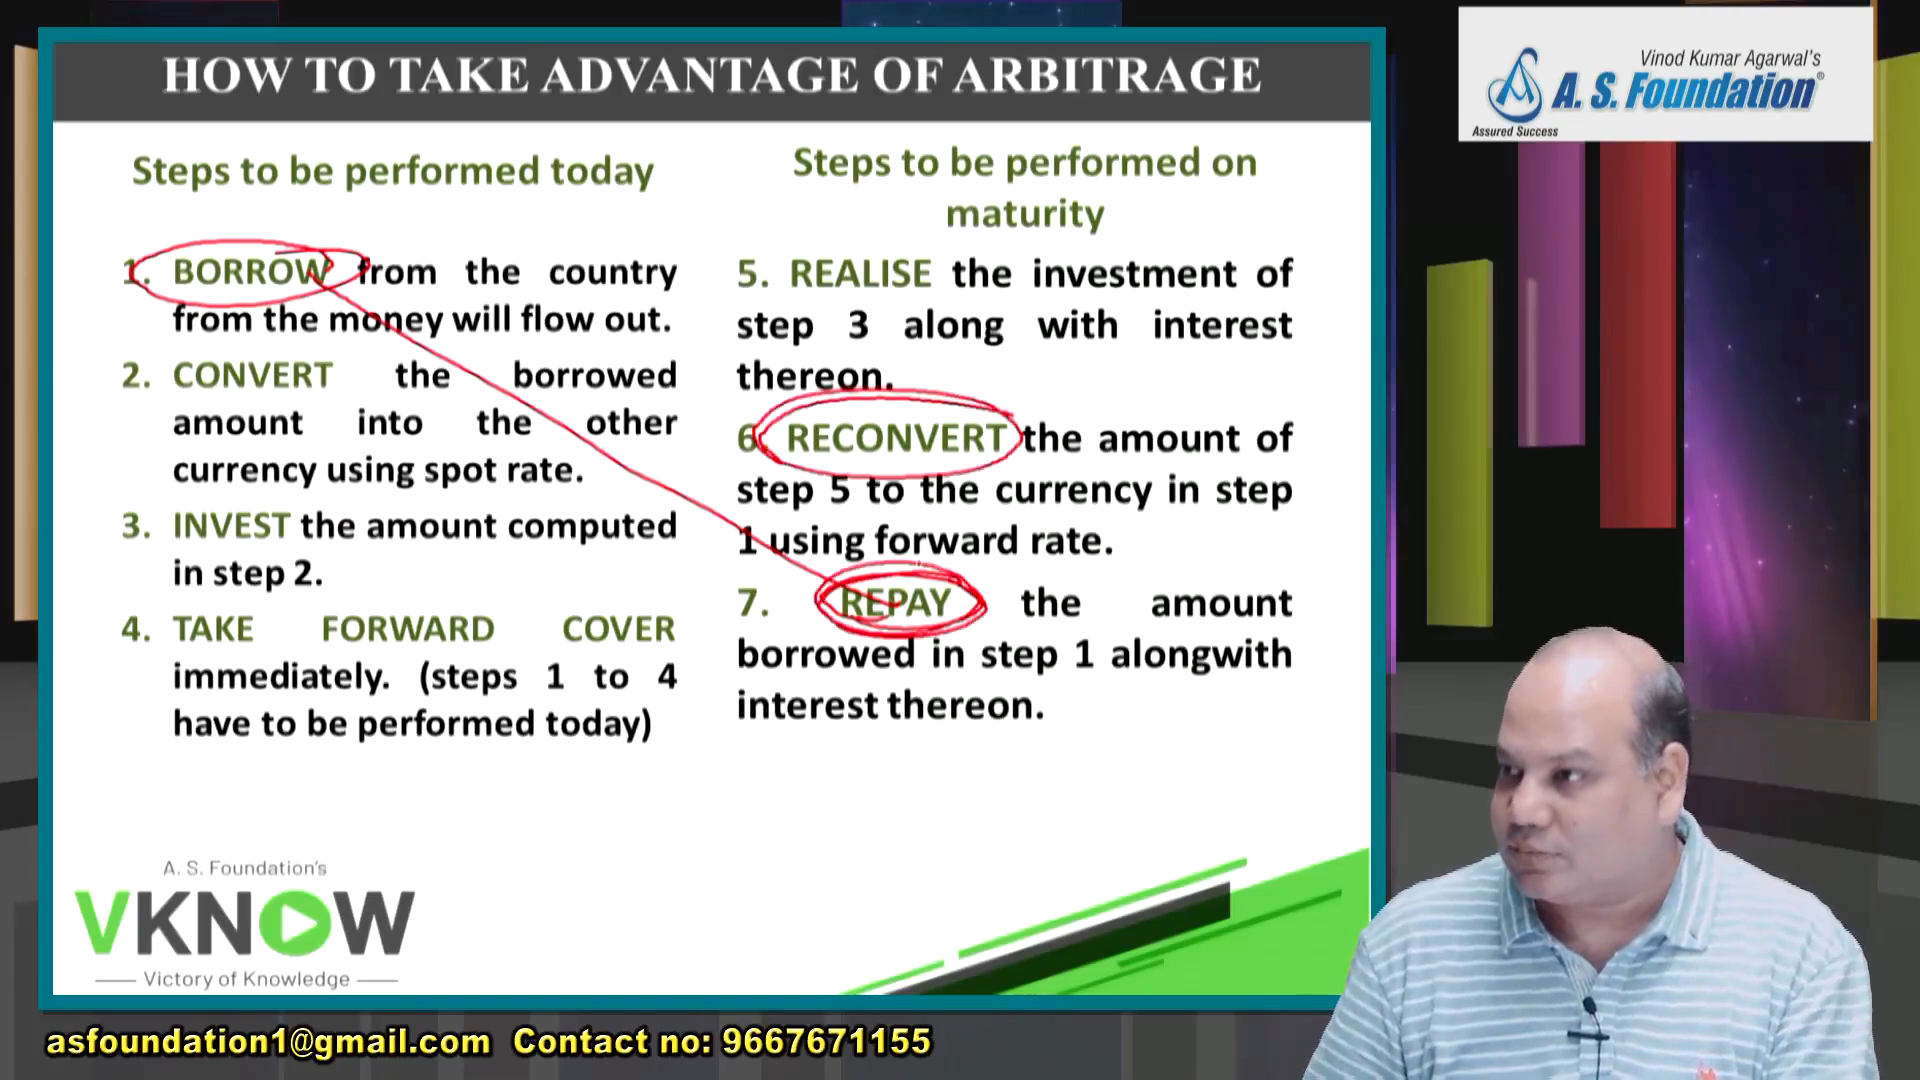 HOW TO TAKE ADVANTAGE OF ARBITRAGE
Steps to be performed today
1. BORROW from the country
from the money will flow out.
2. CONVERT the borrowed
amount into the other
currency using spot rate.
3. INVEST the amount computed
in step 2.
4. TAKE FORWARD COVER
immediately. (steps 1 to 4
have to be performed today)
Steps to be performed on
maturity
5. REALISE the investment of
step 3 along with interest
thereon.
6. RECONVERT the amount of
step 5 to the currency in step
1 using forward rate.
7. REPAY the amount
borrowed in step 1 alongwith
interest thereon.
A. S. Foundation's
VKNOW
Victory of Knowledge
Vinod Kumar Agarwal's
A. S. Foundation®
Assured Success
asfoundation1@gmail.com Contact no: 9667671155